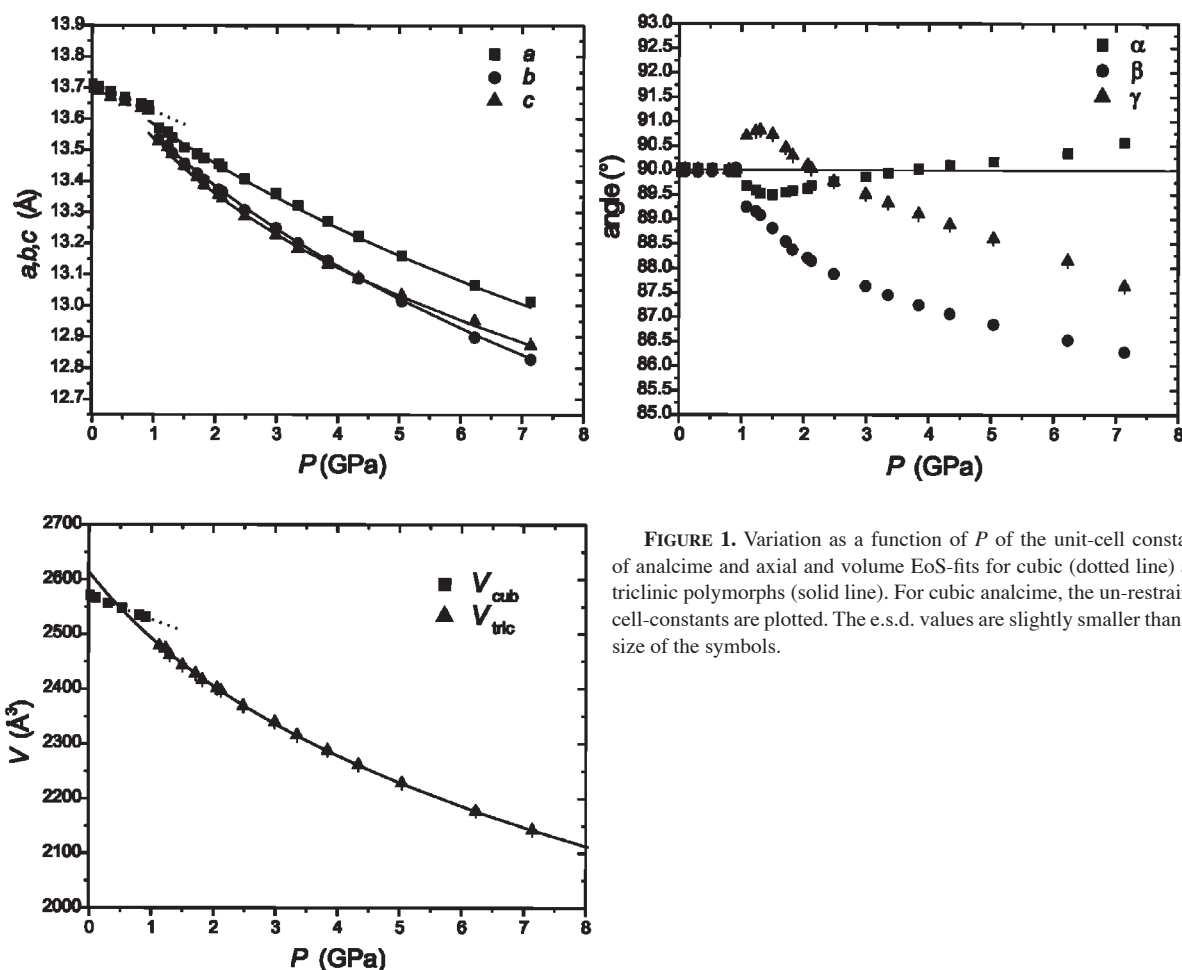 13.9
13.8
13.7
13.6
13.5
13.4
13.3
13.2
13.1
13.0
12.9
12.8
12.7
a,b,c (Å)
0 1 2 3 4 5 6 7 8
P (GPa)
a
b
c
93.0
92.5
92.0
91.5
91.0
90.5
90.0
89.5
89.0
88.5
88.0
87.5
87.0
86.5
86.0
85.5
85.0
angle (°)
0 1 2 3 4 5 6 7 8
P (GPa)
α
β
γ
2700
2600
2500
2400
2300
2200
2100
2000
V (Å³)
0 1 2 3 4 5 6 7 8
P (GPa)
V cub
V tric
FIGURE 1. Variation as a function of P of the unit-cell consta
of analcime and axial and volume EoS-fits for cubic (dotted line)
triclinic polymorphs (solid line). For cubic analcime, the un-restrai
cell-constants are plotted. The e.s.d. values are slightly smaller than
size of the symbols.